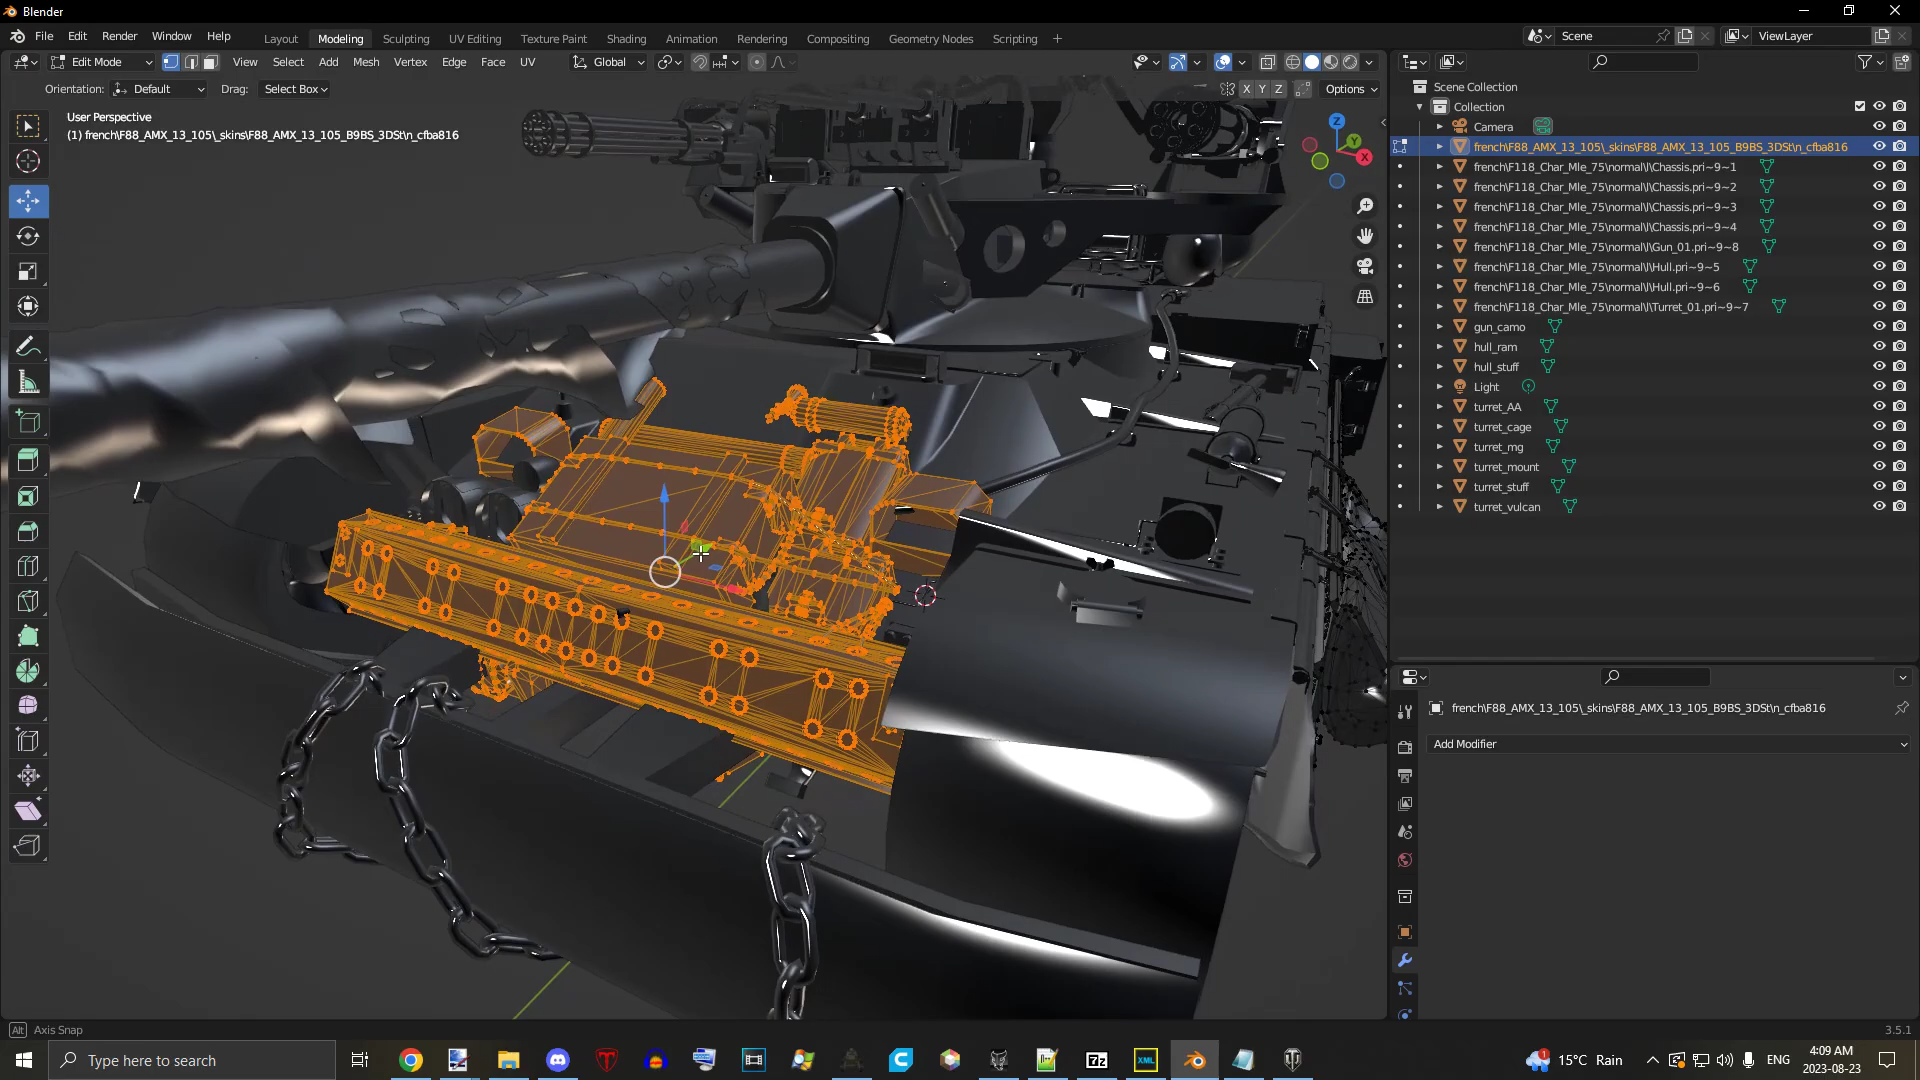 Blender
File Edit Render Window Help
Layout Modeling Sculpting UV Editing Texture Paint Shading Animation Rendering Compositing Geometry Nodes Scripting +
Scene
ViewLayer
Edit Mode View Select Add Mesh Vertex Edge Face UV Global
Orientation: Default Drag: Select Box
X Y Z Options
User Perspective
(1) french\F88_AMX_13_105\_skins\F88_AMX_13_105_B9BS_3DSt\n_cfba816
Z
Y
X
Scene Collection
Collection
Camera
french\F88_AMX_13_105\_skins\F88_AMX_13_105_B9BS_3DSt\n_cfba816
french\F118_Char_Mle_75\normal\l\Chassis.pri~9~1
french\F118_Char_Mle_75\normal\l\Chassis.pri~9~2
french\F118_Char_Mle_75\normal\l\Chassis.pri~9~3
french\F118_Char_Mle_75\normal\l\Chassis.pri~9~4
french\F118_Char_Mle_75\normal\l\Gun_01.pri~9~8
french\F118_Char_Mle_75\normal\l\Hull.pri~9~5
french\F118_Char_Mle_75\normal\l\Hull.pri~9~6
french\F118_Char_Mle_75\normal\l\Turret_01.pri~9~7
gun_camo
hull_ram
hull_stuff
Light
turret_AA
turret_cage
turret_mg
turret_mount
turret_stuff
turret_vulcan
french\F88_AMX_13_105\_skins\F88_AMX_13_105_B9BS_3DSt\n_cfba816
Add Modifier
Alt Axis Snap
3.5.1
Type here to search
7z
XML
1
15°C Rain
ENG
4:09 AM
2023-08-23